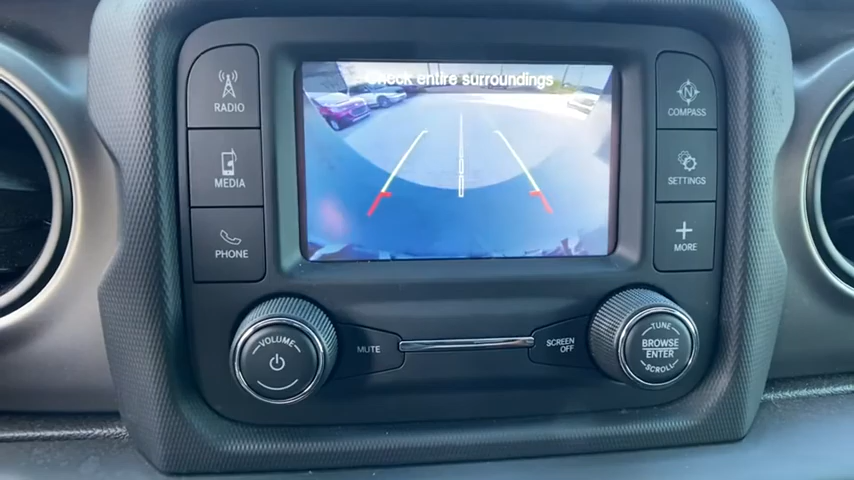 Check entire surroundings
RADIO
MEDIA
PHONE
N
COMPASS
SETTINGS
MORE
VOLUME
MUTE
SCREEN
OFF
TUNE
BROWSE
ENTER
SCROLL